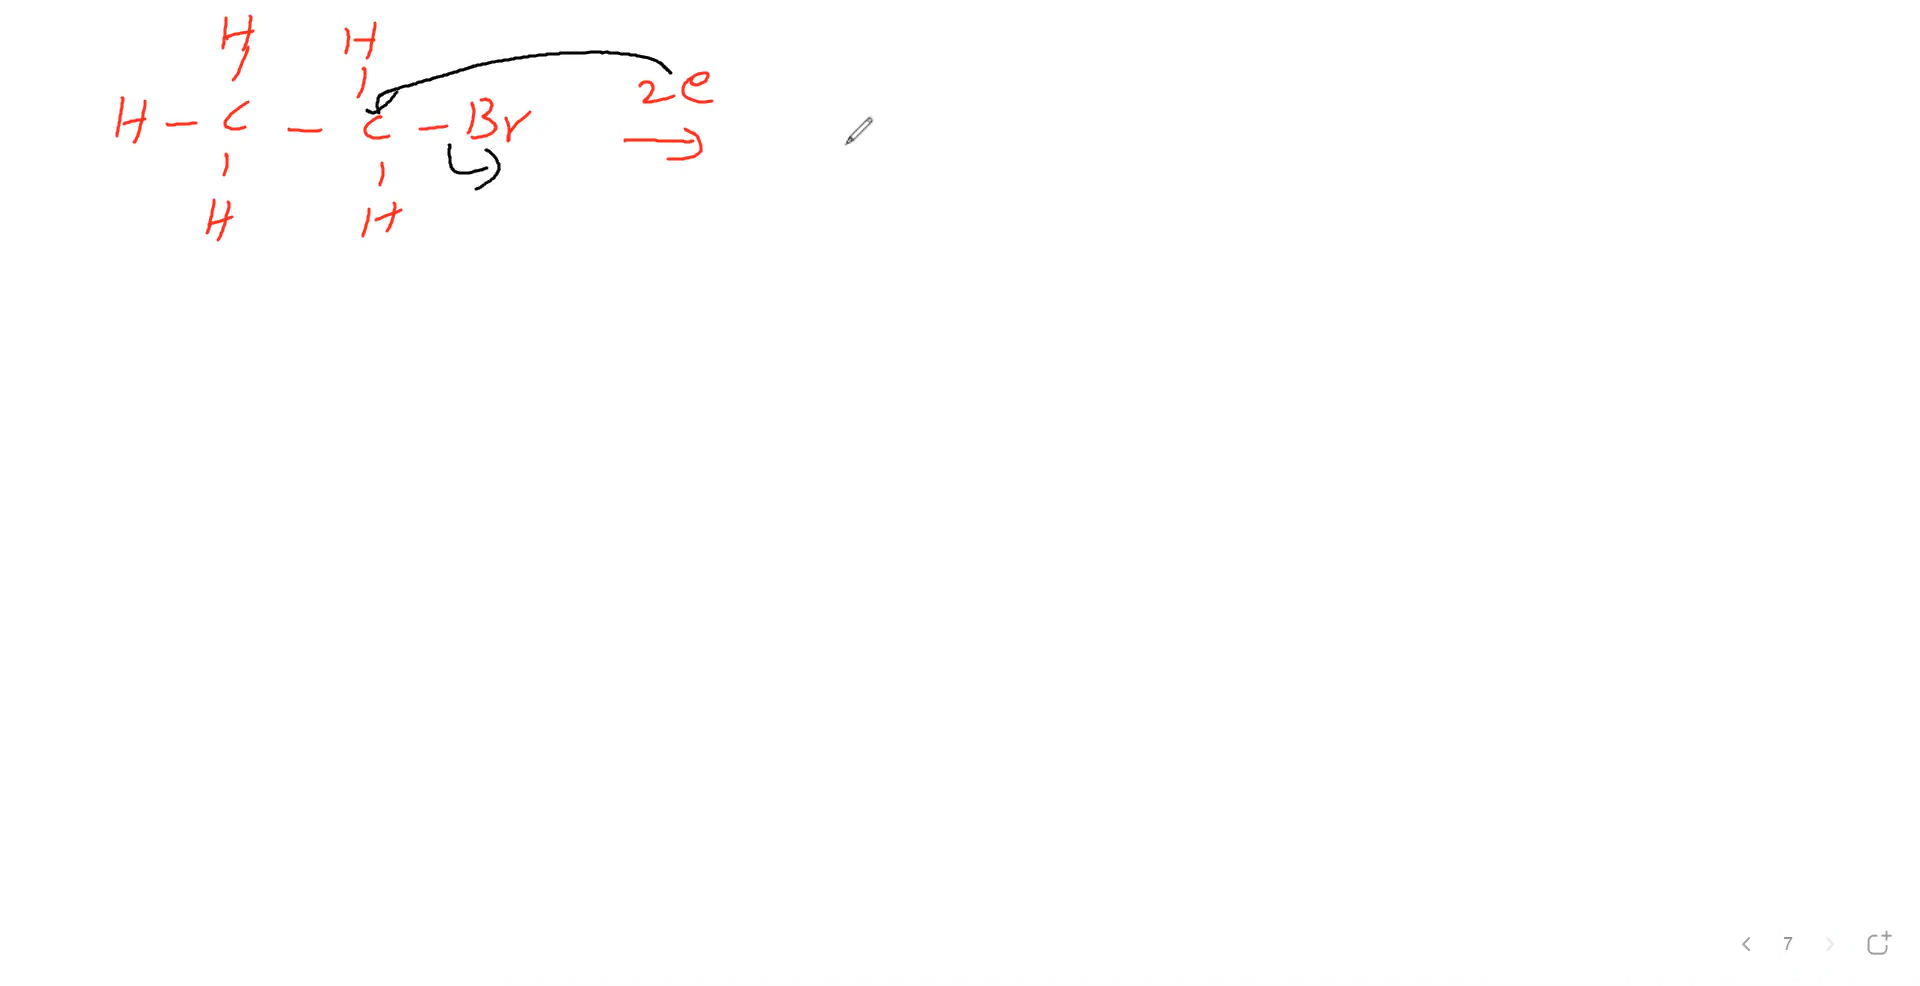 H H
2e
H - C - C - Br →
H H
7